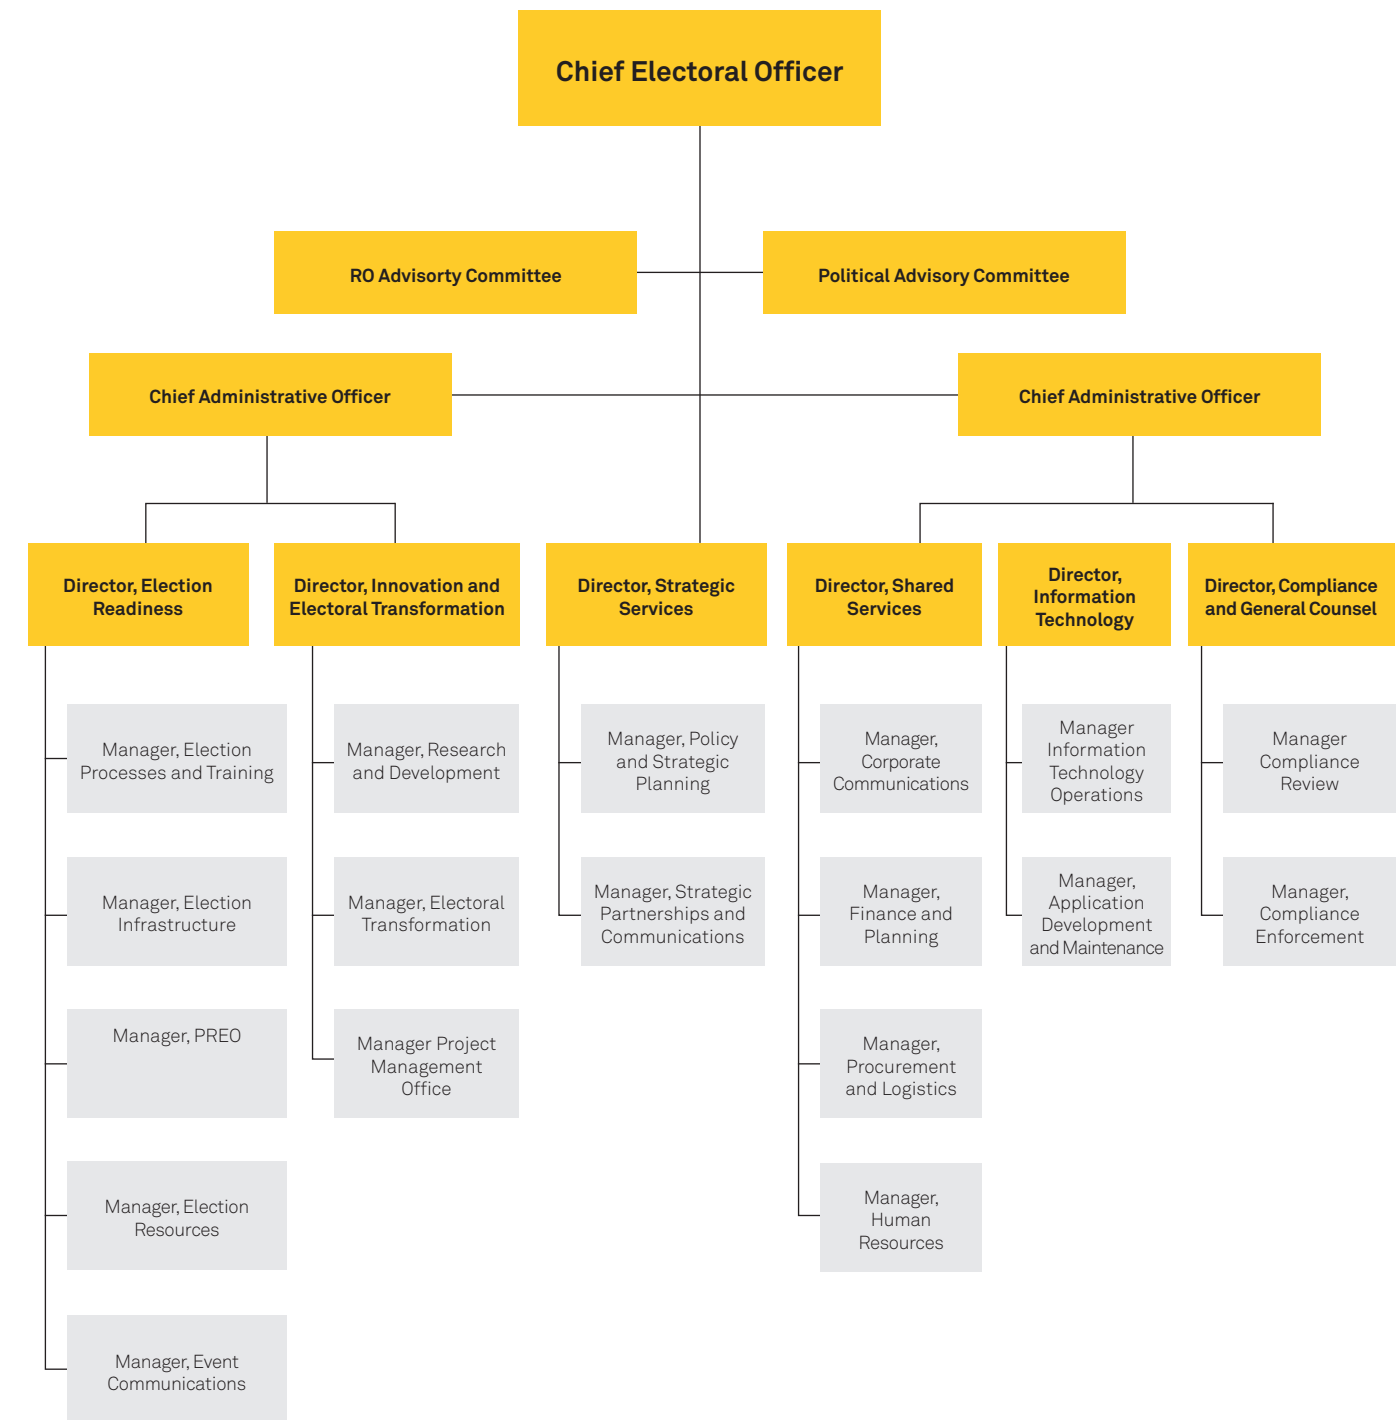 Chief Electoral Officer
RO Advisorty Committee
Political Advisory Committee
Chief Administrative Officer
Chief Administrative Officer
Director, Election
Readiness
Director, Innovation and
Electoral Transformation
Director, Strategic
Services
Director, Shared
Services
Director,
Information
Technology
Director, Compliance
and General Counsel
Manager, Election
Processes and Training
Manager, Research
and Development
Manager, Policy
and Strategic
Planning
Manager,
Corporate
Communications
Manager
Information
Technology
Operations
Manager
Compliance
Review
Manager, Election
Infrastructure
Manager, Electoral
Transformation
Manager, Strategic
Partnerships and
Communications
Manager,
Finance and
Planning
Manager,
Application
Development
and Maintenance
Manager,
Compliance
Enforcement
Manager, PREO
Manager Project
Management
Office
Manager,
Procurement
and Logistics
Manager, Election
Resources
Manager,
Human
Resources
Manager, Event
Communications